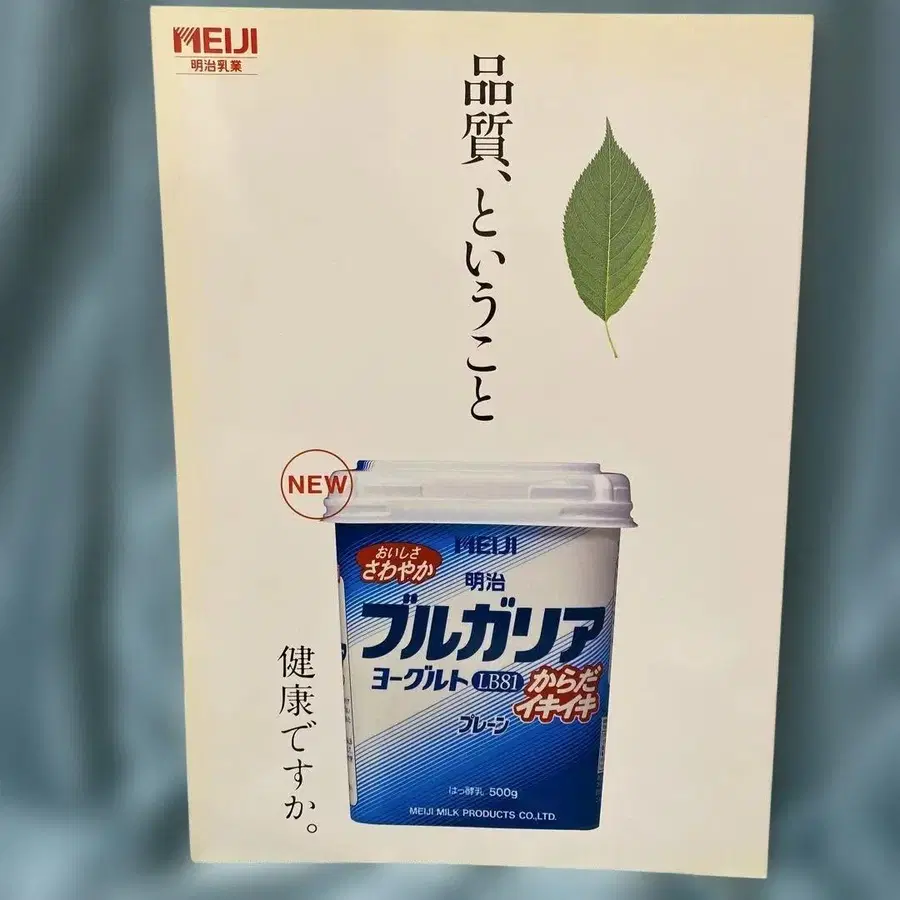 MEIJI
明治乳業
品質、ということ
NEW
MEIJI
おいしさ
さわやか
明治
ブルガリア
ヨーグルト LB81
からだ
イキイキ
プレーン
はっ酵乳 500g
MEIJI MILK PRODUCTS CO.,LTD.
健康ですか。